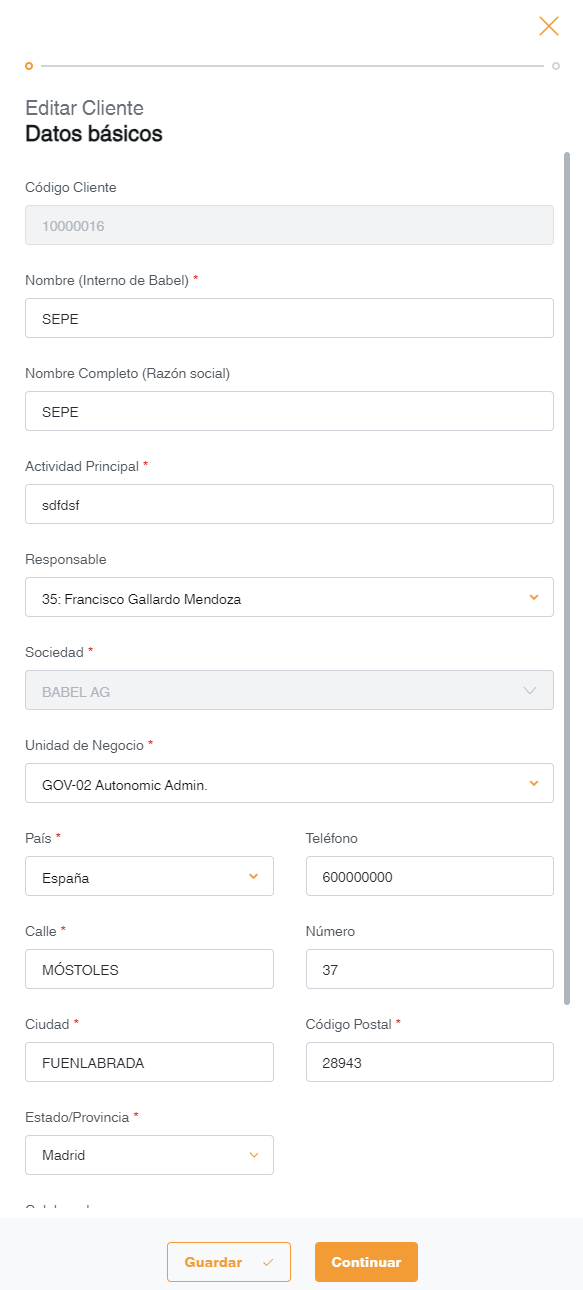 Editar Cliente
Datos básicos
Código Cliente
10000016
Nombre (Interno de Babel) *
SEPE
Nombre Completo (Razón social)
SEPE
Actividad Principal *
sdfdsf
Responsable
35: Francisco Gallardo Mendoza
Sociedad *
BABEL AG
Unidad de Negocio *
GOV-02 Autonomic Admin.
País * Teléfono
España 600000000
Calle * Número
MÓSTOLES 37
Ciudad * Código Postal *
FUENLABRADA 28943
Estado/Provincia *
Madrid
Guardar Continuar